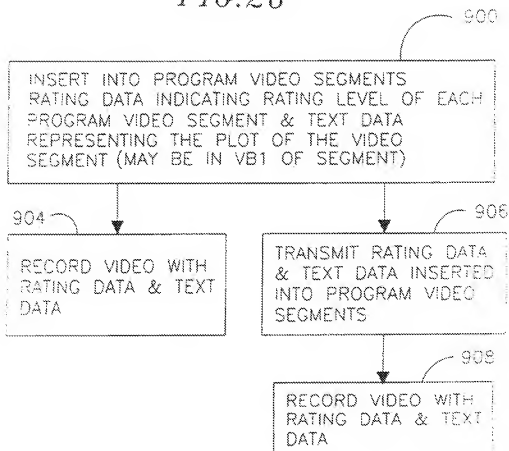 900
INSERT INTO PROGRAM VIDEO SEGMENTS
RATING DATA INDICATING RATING LEVEL OF EACH
PROGRAM VIDEO SEGMENT & TEXT DATA
REPRESENTING THE PLOT OF THE VIDEO
SEGMENT (MAY BE IN VB1 OF SEGMENT)
904
RECORD VIDEO WITH
RATING DATA & TEXT
DATA
906
TRANSMIT RATING DATA
& TEXT DATA INSERTED
INTO PROGRAM VIDEO
SEGMENTS
908
RECORD VIDEO WITH
RATING DATA & TEXT
DATA